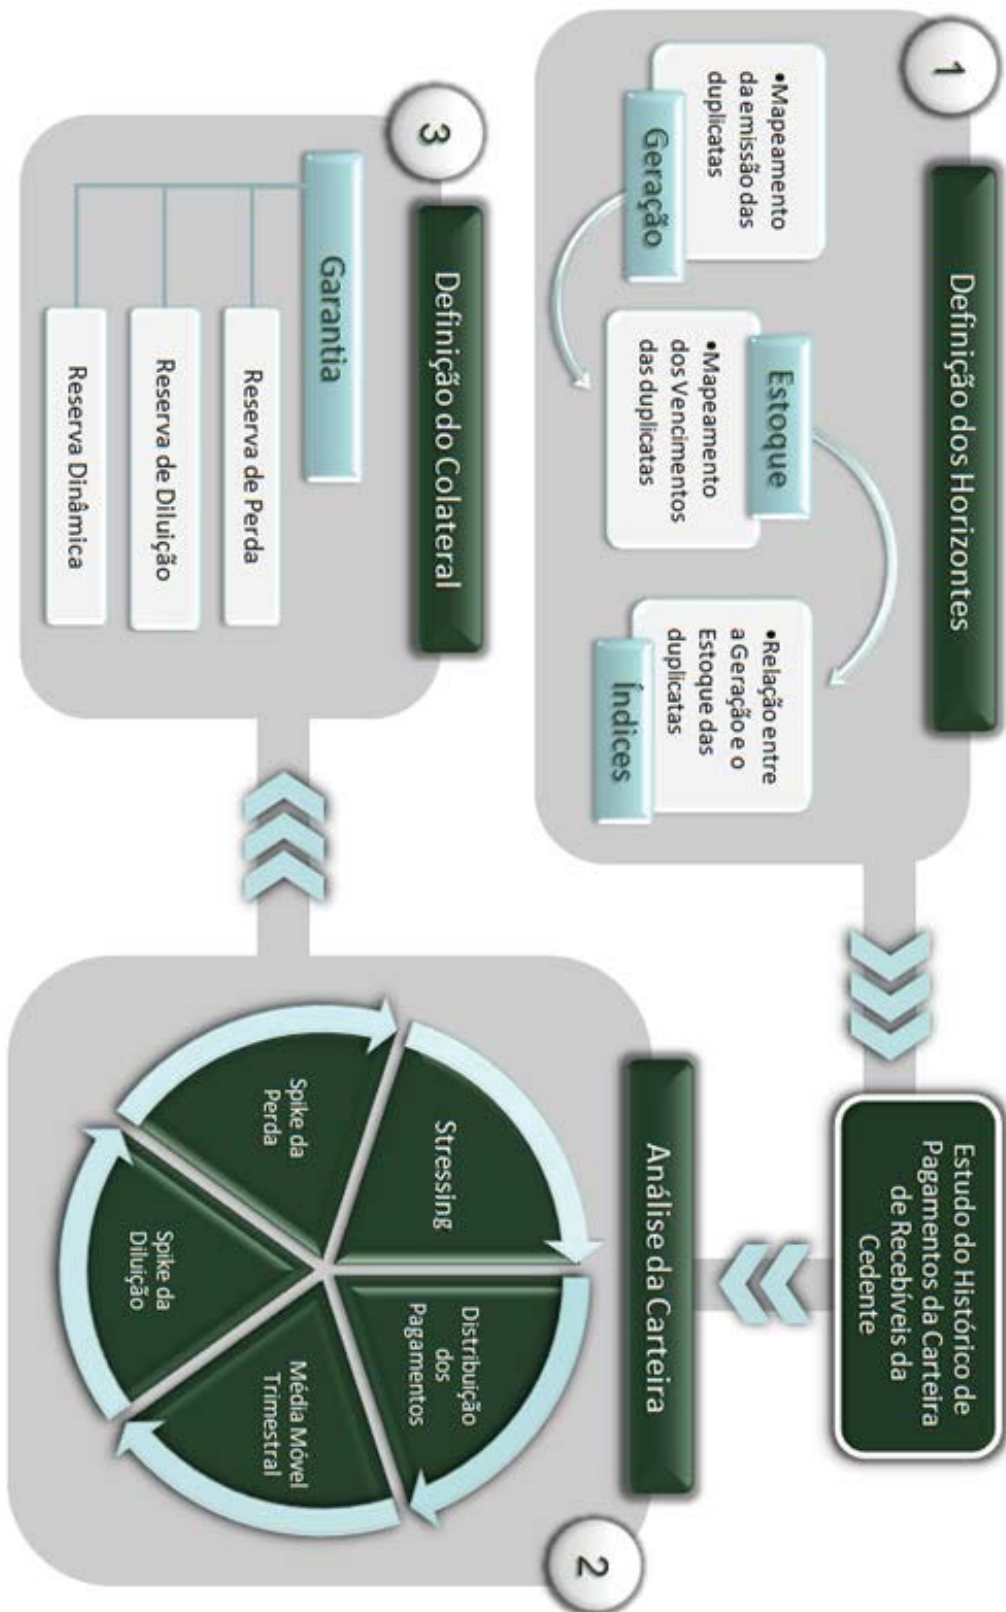 1
Definição dos Horizontes
•Mapeamento
da emissão das
duplicatas
Geração
Estoque
•Mapeamento
dos Vencimentos
das duplicatas
•Relação entre
a Geração e o
Estoque das
duplicatas
Índices
Estudo do Histórico de
Pagamentos da Carteira
de Recebíveis da
Cedente
2
Análise da Carteira
Stressing
Distribuição
dos
Pagamentos
Média Móvel
Trimestral
Spike da
Diluição
Spike da
Perda
3
Definição do Colateral
Garantia
Reserva de Perda
Reserva de Diluição
Reserva Dinâmica